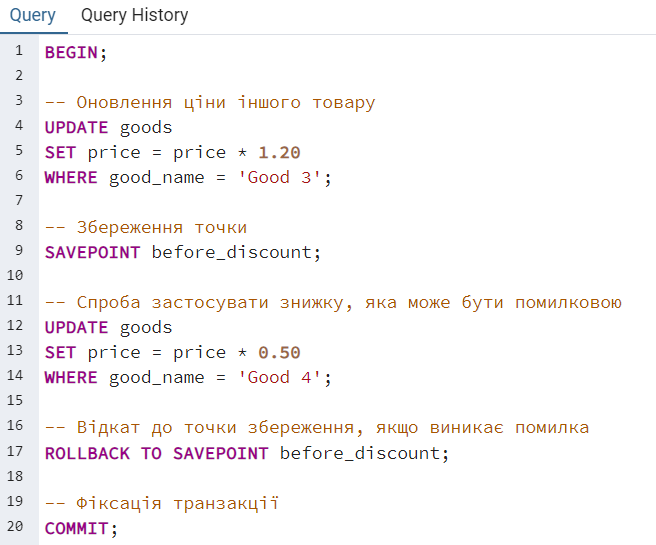 Query Query History
1 BEGIN;
2
3 -- Оновлення ціни іншого товару
4 UPDATE goods
5 SET price = price * 1.20
6 WHERE good_name = 'Good 3';
7
8 -- Збереження точки
9 SAVEPOINT before_discount;
10
11 -- Спроба застосувати знижку, яка може бути помилковою
12 UPDATE goods
13 SET price = price * 0.50
14 WHERE good_name = 'Good 4';
15
16 -- Відкат до точки збереження, якщо виникає помилка
17 ROLLBACK TO SAVEPOINT before_discount;
18
19 -- Фіксація транзакції
20 COMMIT;